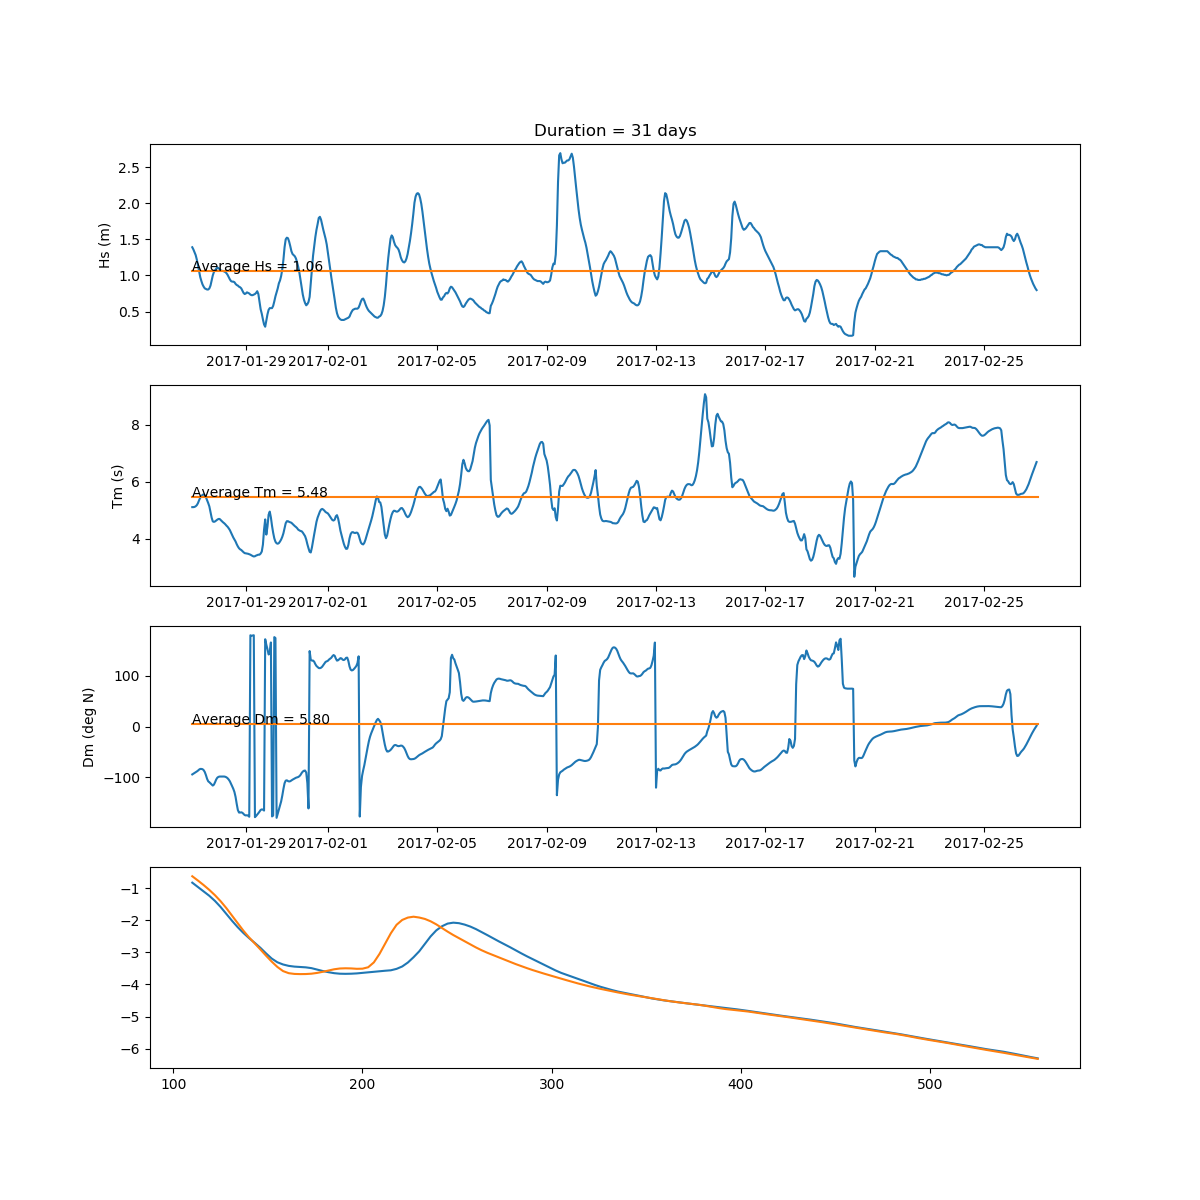 Duration = 31 days
Hs (m)
2.5
2.0
1.5
1.0
0.5
Average Hs = 1.06
2017-01-29 2017-02-01 2017-02-05 2017-02-09 2017-02-13 2017-02-17 2017-02-21 2017-02-25
Tm (s)
8
6
4
Average Tm = 5.48
2017-01-29 2017-02-01 2017-02-05 2017-02-09 2017-02-13 2017-02-17 2017-02-21 2017-02-25
Dm (deg N)
100
0
−100
Average Dm = 5.80
2017-01-29 2017-02-01 2017-02-05 2017-02-09 2017-02-13 2017-02-17 2017-02-21 2017-02-25
−1
−2
−3
−4
−5
−6
100 200 300 400 500